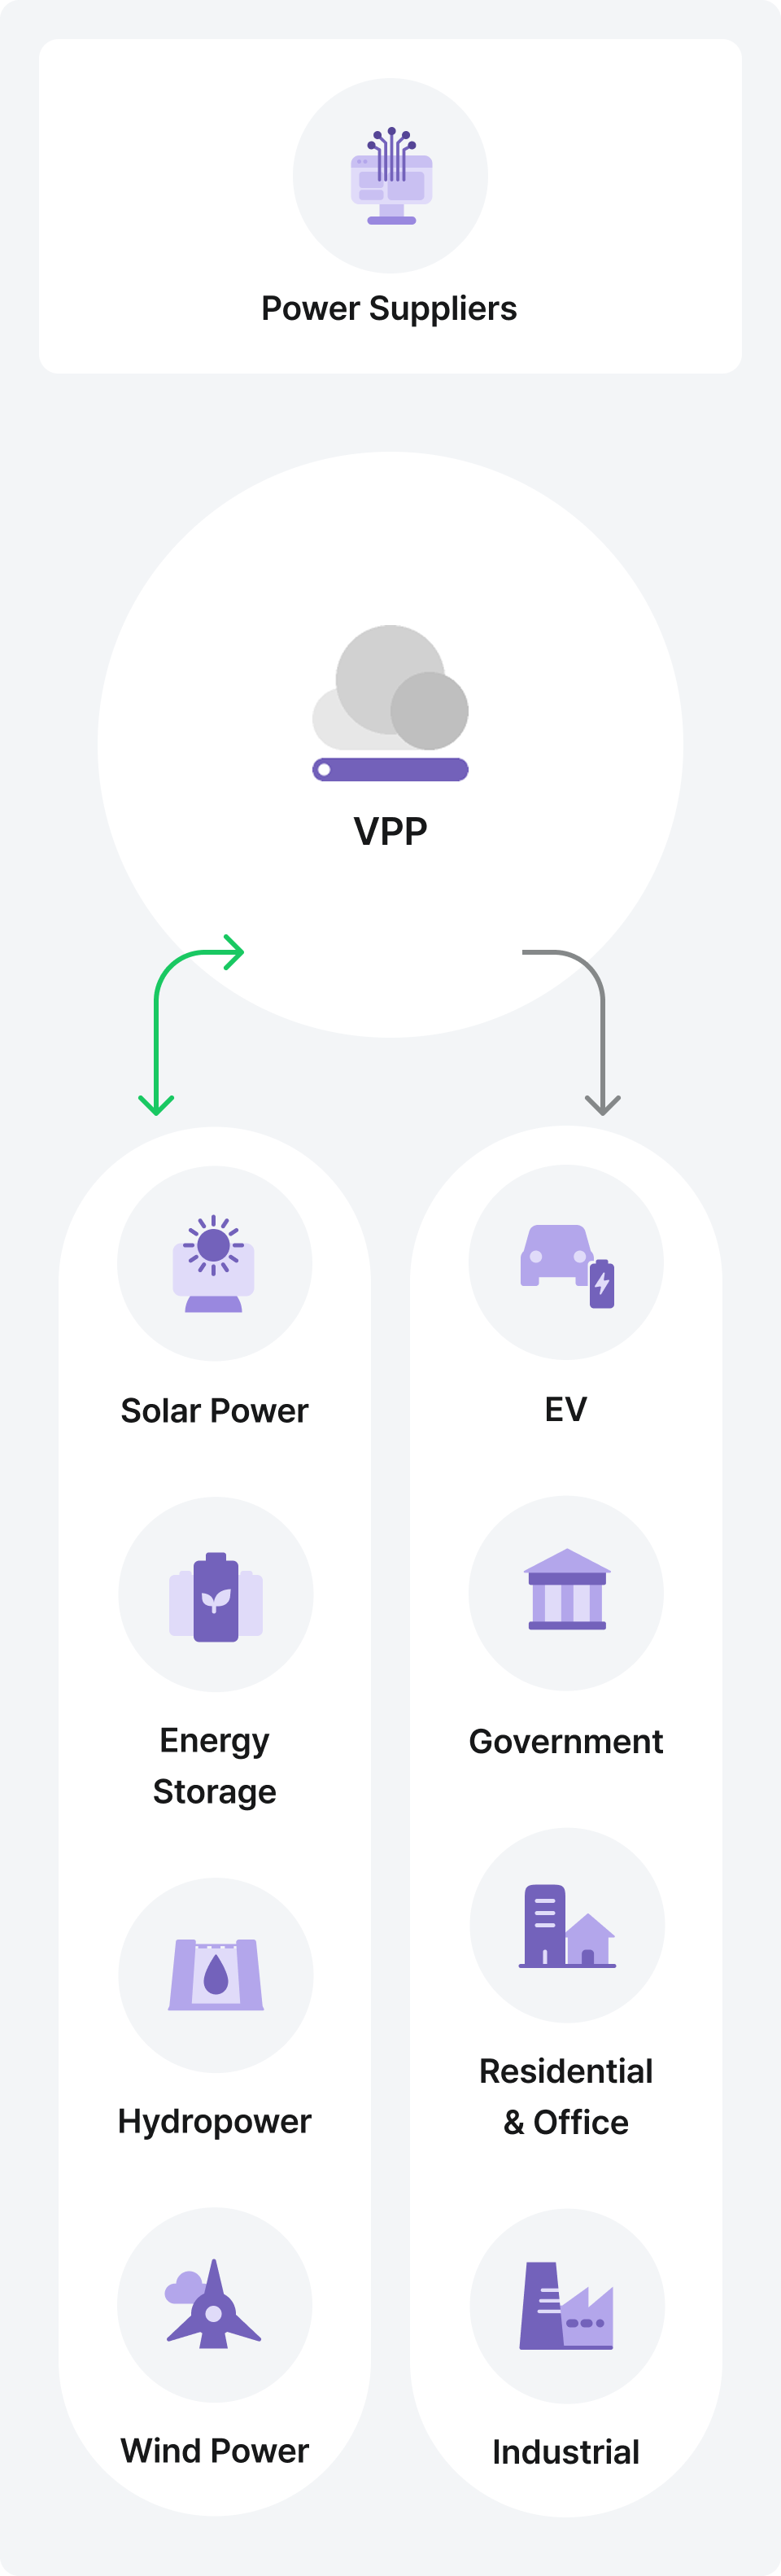 Power Suppliers
VPP
Solar Power
Energy
Storage
Hydropower
Wind Power
EV
Government
Residential
& Office
Industrial